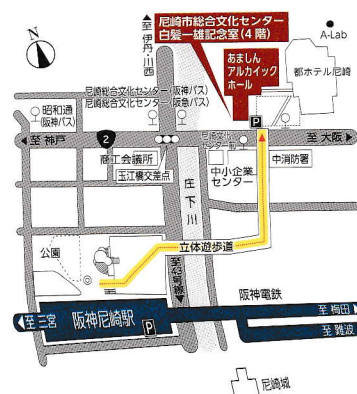 至 伊丹・川西
尼崎市総合文化センター
白髪一雄記念室(4階)
A-Lab
N
あましん
アルカイック
ホール
都ホテル尼崎
尼崎総合文化センター(阪神バス)
尼崎総合文化センター(阪急バス)
昭和通
(阪神バス)
至 神戸
2
P
至 大阪
商工会議所
玉江橋交差点
中小企業
センター
中消防署
庄下川
公園
立体遊歩道
至43号線
阪神電鉄
至 三宮
阪神尼崎駅
P
至 梅田
至 難波
尼崎城